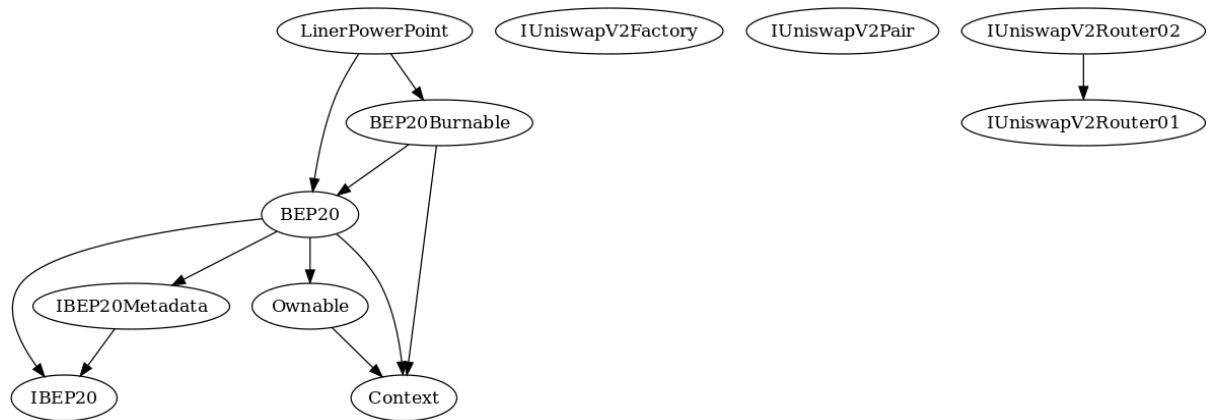 LinerPowerPoint
IUniswapV2Factory
IUniswapV2Pair
IUniswapV2Router02
BEP20Burnable
IUniswapV2Router01
BEP20
IBEP20Metadata
Ownable
IBEP20
Context